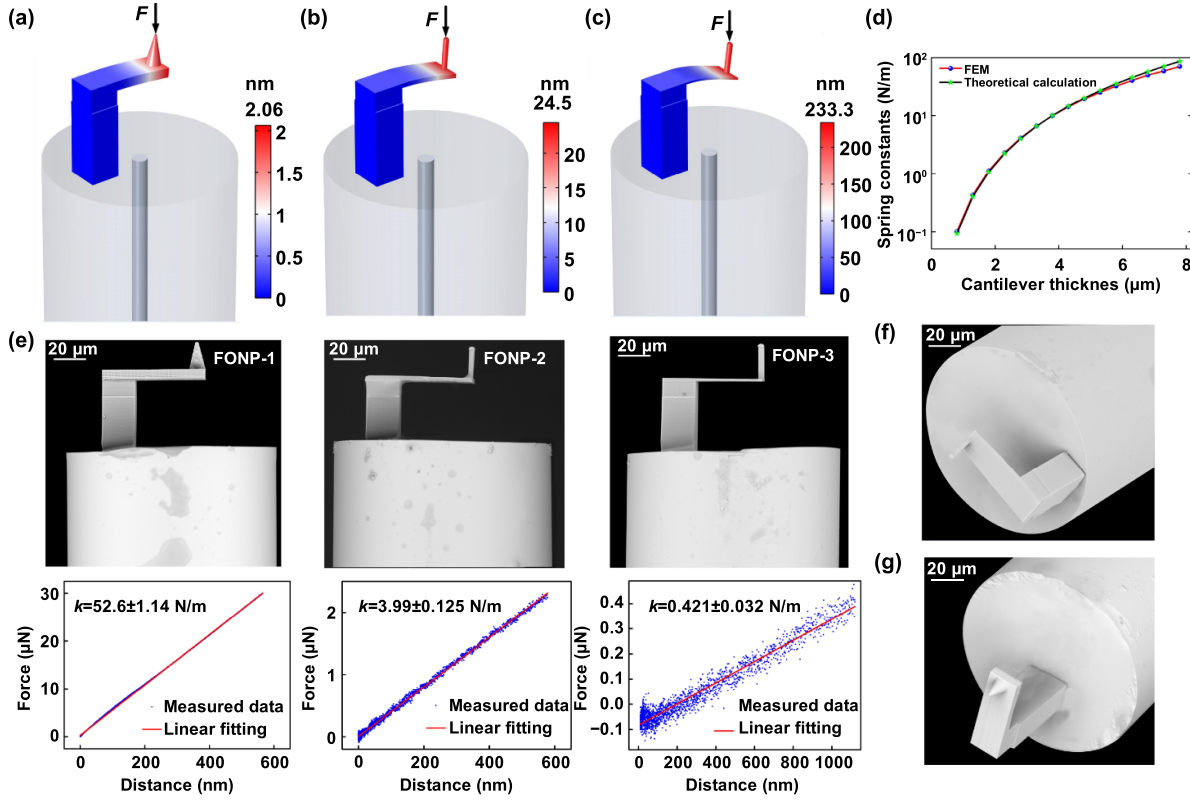 (a)
F
nm
2.06
2
1.5
1
0.5
0
(b)
F
nm
24.5
20
15
10
5
0
(c)
F
nm
233.3
200
150
100
50
0
(d)
Spring constants (N/m)
10²
10¹
10⁰
10⁻¹
FEM
Theoretical calculation
0 2 4 6 8
Cantilever thicknes (μm)
(e)
20 μm
FONP-1
20 μm
FONP-2
20 μm
FONP-3
(f)
20 μm
(g)
20 μm
Force (μN)
30
20
10
0
k=52.6±1.14 N/m
Measured data
Linear fitting
0 200 400 600
Distance (nm)
Force (μN)
2
1
0
k=3.99±0.125 N/m
Measured data
Linear fitting
0 200 400 600
Distance (nm)
Force (μN)
0.4
0.3
0.2
0.1
0.0
−0.1
k=0.421±0.032 N/m
Measured data
Linear fitting
0 200 400 600 800 1000
Distance (nm)